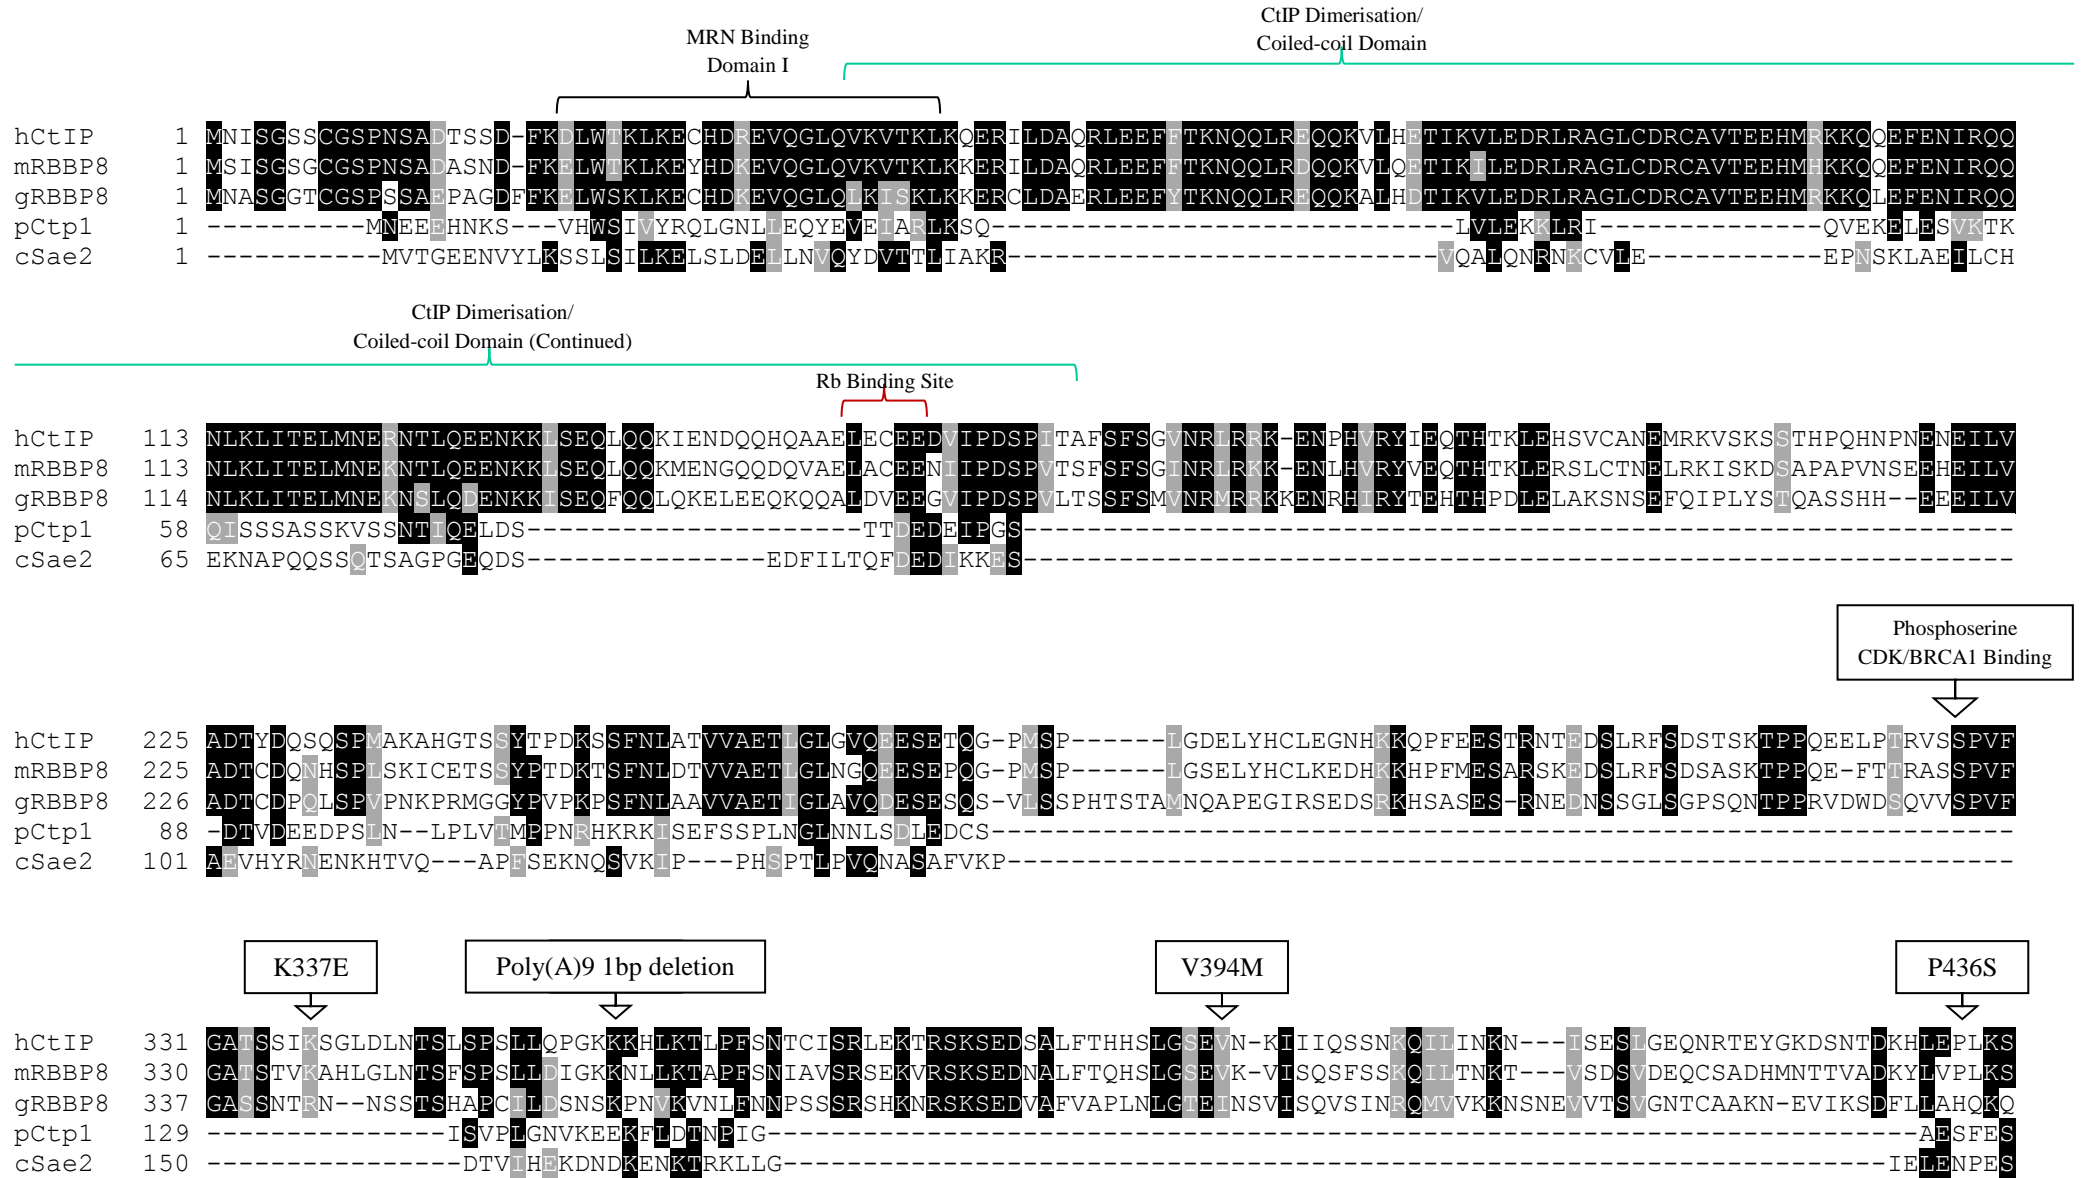 CtIP Dimerisation/
Coiled-coil Domain
MRN Binding
Domain I
hCtIP 1 MNISGSSCGSPNSADTSSD-FKDLWTKLKECHDREVQGLQVKVTKLKQERILDAQRLEEFFTKNQQLREQQKVLHETIKVLEDRLRAGLCDRCAVTEEHMRKKQQEFENIRQQ
mRBBP8 1 MSISGSGCGSPNSADASND-FKELWTKLKEYHDKEVQGLQVKVTKLKKERILDAQRLEEFFTKNQQLRDQQKVLQETIKILEDRLRAGLCDRCAVTEEHMHKKQQEFENIRQQ
gRBBP8 1 MNASGGTCGSPSSAEPAGDFFKELWSKLKECHDKEVQGLQLKISKLKKERCLDAERLEEFYTKNQQLREQQKALHDTIKVLEDRLRAGLCDRCAVTEEHMRKKQLEFENIRQQ
pCtp1 1 ----------MNEEEHNKS---VHWSIVYRQLGNLLEQYEVEIARLKSQ-----------------------------LVLEKKLRI--------------QVEKELESVKTK
cSae2 1 -----------MVTGEENVYLKSSLSILKELSLDELLNVQYDVTTLIAKR---------------------------VQALQNRNKCVLE-----------EPNSKLAEILCH
CtIP Dimerisation/
Coiled-coil Domain (Continued)
Rb Binding Site
hCtIP 113 NLKLITELMNERNTLQEENKKLSEQLQQKIENDQQHQAAELECEEDVIPDSPITAFSFSGVNRLRRK-ENPHVRYIEQTHTKLEHSVCANEMRKVSKSSTHPQHNPNENEILV
mRBBP8 113 NLKLITELMNEKNTLQEENKKLSEQLQQKMENGQQDQVAELACEENIIPDSPVTSFSFSGINRLRKK-ENLHVRYVEQTHTKLERSLCTNELRKISKDSAPAPVNSEEHEILV
gRBBP8 114 NLKLITELMNEKNSLQDENKKISEQFQQLQKELEEQKQQALDVEEGVIPDSPVLTSSFSMVNRMRRKKENRHIRYTEHTHPDLELAKSNSEFQIPLYSTQASSHH--EEEILV
pCtp1 58 QISSSASSKVSSNTIQELDS---------------------TTDEDEIPGS--------------------------------------------------------------
cSae2 65 EKNAPQQSSQTSAGPGEQDS---------------EDFILTQFDEDIKKES--------------------------------------------------------------
Phosphoserine
CDK/BRCA1 Binding
hCtIP 225 ADTYDQSQSPMAKAHGTSSYTPDKSSFNLATVVAETLGLGVQEESETQG-PMSP------LGDELYHCLEGNHKKQPFEESTRNTEDSLRFSDSTSKTPPQEELPTRVSSPVF
mRBBP8 225 ADTCDQNHSPLSKICETSSYPTDKTSFNLDTVVAETLGLNGQEESEPQG-PMSP------LGSELYHCLKEDHKKHPFMESARSKEDSLRFSDSASKTPPQE-FTTRASSPVF
gRBBP8 226 ADTCDPQLSPVPNKPRMGGYPVPKPSFNLAAVVAETIGLAVQDESESQS-VLSSPHTSTAMNQAPEGIRSEDSRKHSASES-RNEDNSSGLSGPSQNTPPRVDWDSQVVSPVF
pCtp1 88 -DTVDEEDPSLN--LPLVTMPPNRHKRKISEFSSPLNGLNNLSDLEDCS----------------------------------------------------------------
cSae2 101 AEVHYRNENKHTVQ---APFSEKNQSVKIP---PHSPTLPVQNASAFVKP---------------------------------------------------------------
K337E
Poly(A)9 1bp deletion
V394M
P436S
hCtIP 331 GATSSIKSGLDLNTSLSPSLLQPGKKKHLKTLPFSNTCISRLEKTRSKSEDSALFTHHSLGSEVN-KIIIQSSNKQILINKN---ISESLGEQNRTEYGKDSNTDKHLEPLKS
mRBBP8 330 GATSTVKAHLGLNTSFSPSLLDIGKKNLLKTAPFSNIAVSRSEKVRSKSEDNALFTQHSLGSEVK-VISQSFSSKQILTNKT---VSDSVDEQCSADHMNTTVADKYLVPLKS
gRBBP8 337 GASSNTRN--NSSTSHAPCILDSNSKPNVKVNLFNNPSSSRSHKNRSKSEDVAFVAPLNLGTEINSVISQVSINRQMVVKKNSNEVVTSVGNTCAAKN-EVIKSDFLLAHQKQ
pCtp1 129 ---------------ISVPLGNVKEEKFLDTNPIG------------------------------------------------------------------------AESFES
cSae2 150 ----------------DTVIHEKDNDKENKTRKLLG---------------------------------------------------------------------IELENPES